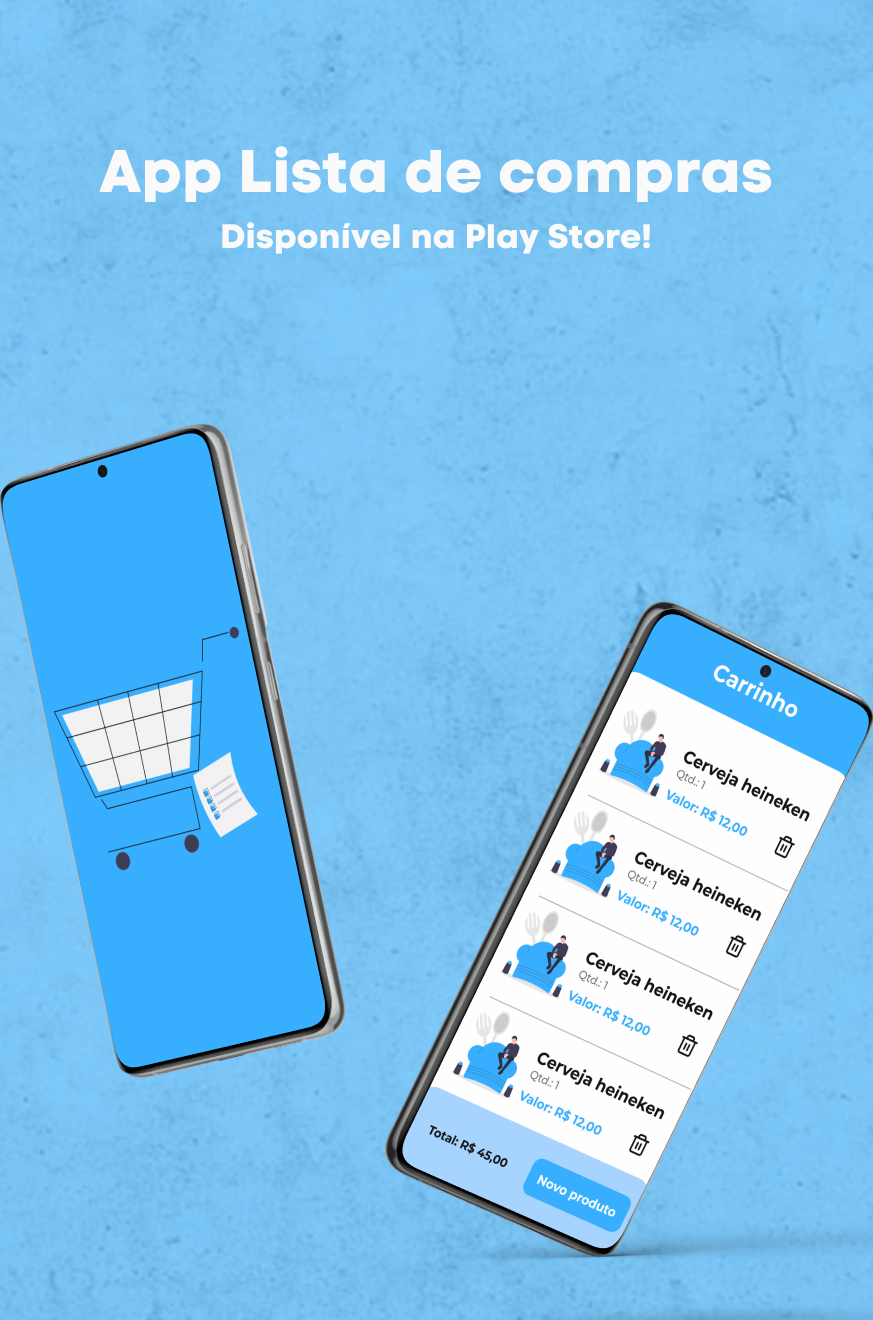 App Lista de compras
Disponível na Play Store!
Carrinho
Cerveja heineken
Qtd.: 1
Valor: R$ 12,00
Cerveja heineken
Qtd.: 1
Valor: R$ 12,00
Cerveja heineken
Qtd.: 1
Valor: R$ 12,00
Cerveja heineken
Qtd.: 1
Valor: R$ 12,00
Total: R$ 45,00
Novo produto